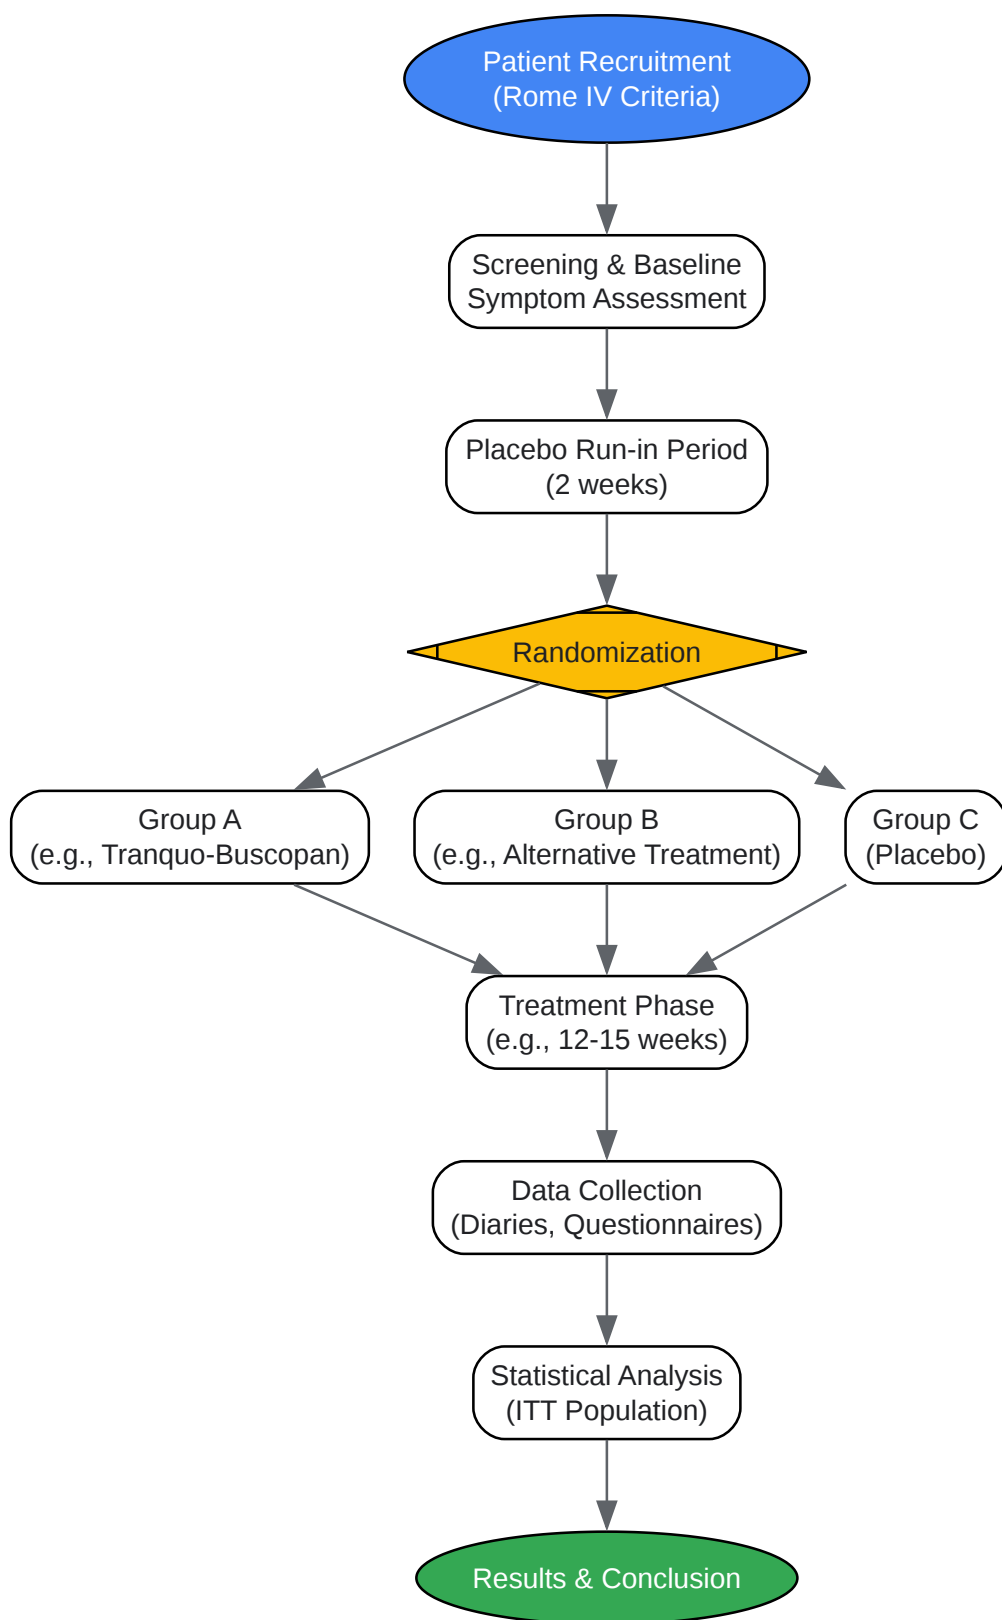 Patient Recruitment
(Rome IV Criteria)
Screening & Baseline
Symptom Assessment
Placebo Run-in Period
(2 weeks)
Randomization
Group A
(e.g., Tranquo-Buscopan)
Group B
(e.g., Alternative Treatment)
Group C
(Placebo)
Treatment Phase
(e.g., 12-15 weeks)
Data Collection
(Diaries, Questionnaires)
Statistical Analysis
(ITT Population)
Results & Conclusion